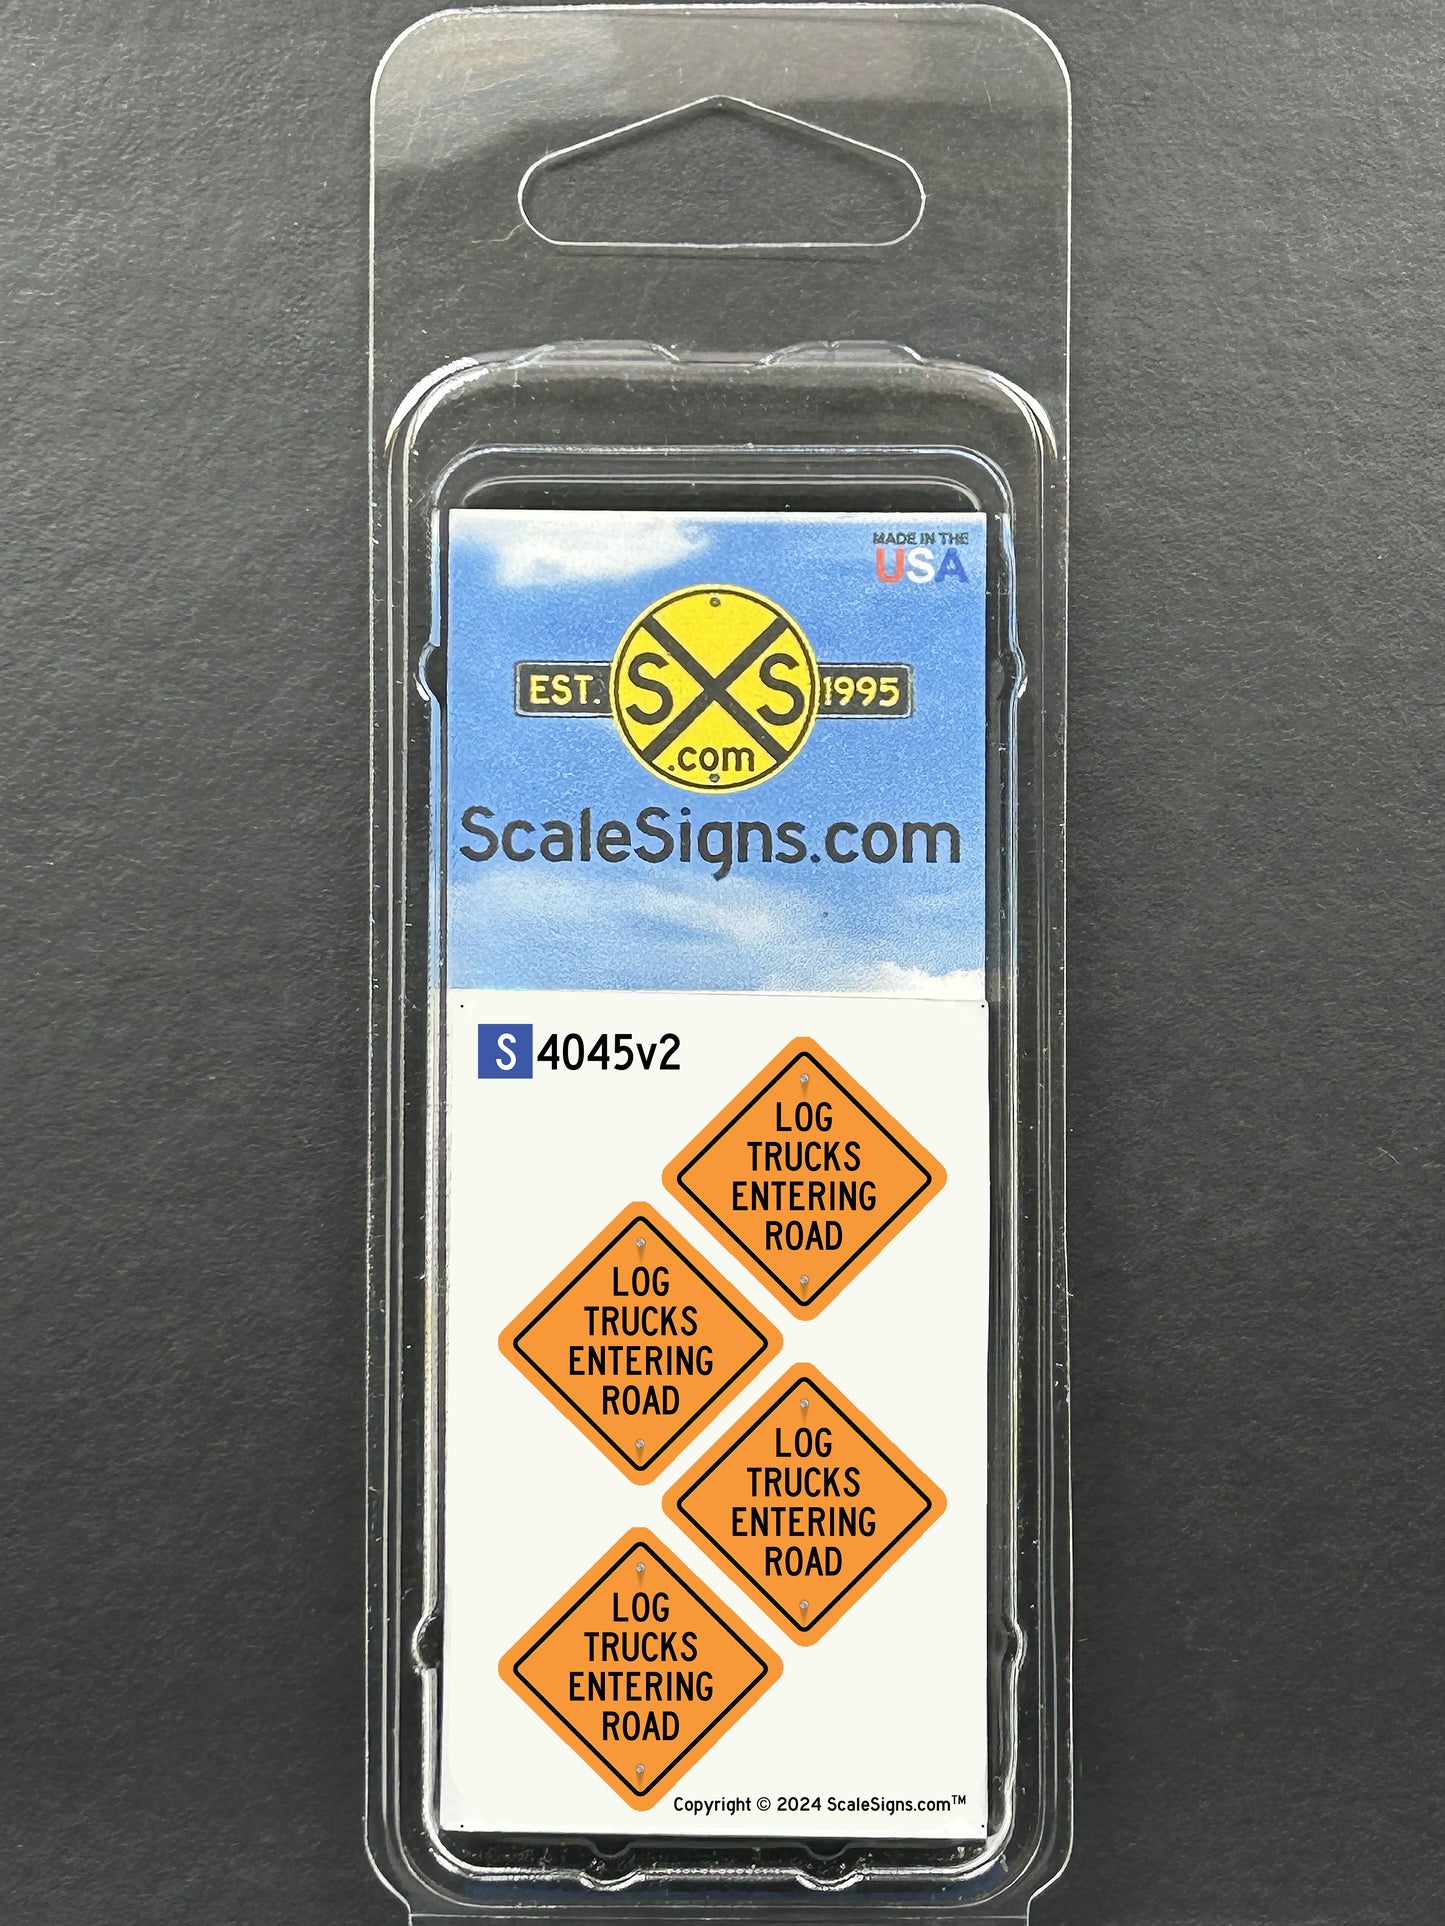 MADE IN THE
USA
EST. S S 1995
.com
ScaleSigns.com
S 4045v2
LOG
TRUCKS
ENTERING
ROAD
LOG
TRUCKS
ENTERING
ROAD
LOG
TRUCKS
ENTERING
ROAD
LOG
TRUCKS
ENTERING
ROAD
Copyright © 2024 ScaleSigns.com™